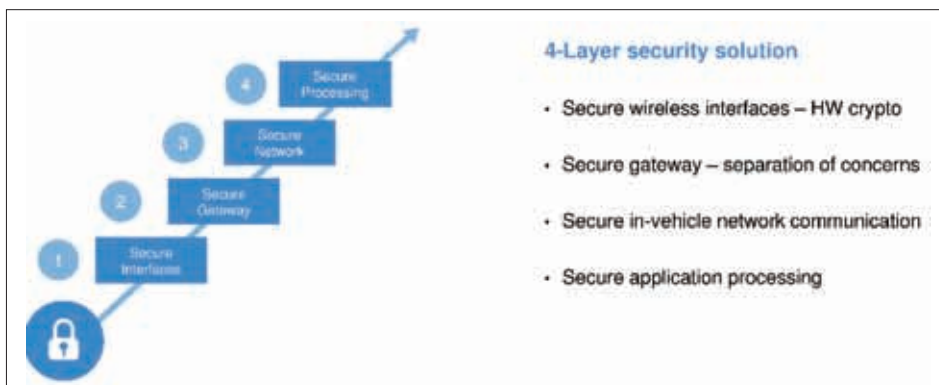 4
Secure
Processing
3
Secure
Network
2
Secure
Gateway
1
Secure
Interfaces
4-Layer security solution
• Secure wireless interfaces – HW crypto
• Secure gateway – separation of concerns
• Secure in-vehicle network communication
• Secure application processing